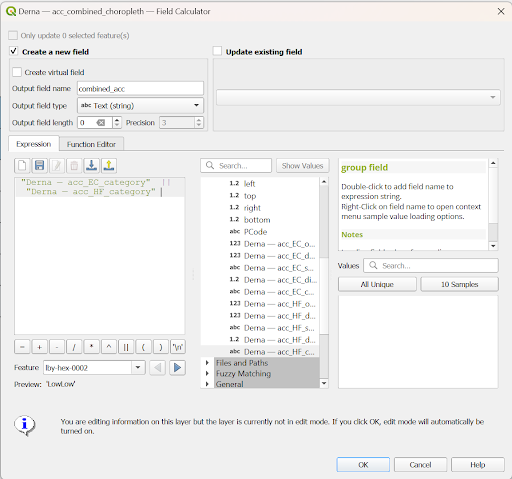 Derna — acc_combined_choropleth — Field Calculator
Only update 0 selected feature(s)
Create a new field
Update existing field
Create virtual field
Output field name combined_acc
Output field type abc Text (string)
Output field length 0 Precision 3
Expression Function Editor
Search... Show Values
"Derna — acc_EC_category" ||
"Derna — acc_HF_category"
1.2 left
1.2 top
1.2 right
1.2 bottom
abc PCode
123 Derna — acc_EC_o...
123 Derna — acc_EC_d...
abc Derna — acc_EC_s...
1.2 Derna — acc_EC_di...
abc Derna — acc_EC_c...
123 Derna — acc_HF_o...
123 Derna — acc_HF_d...
abc Derna — acc_HF_s...
1.2 Derna — acc_HF_d...
abc Derna — acc_HF_c...
Files and Paths
Fuzzy Matching
General
group field
Double-click to add field name to
expression string.
Right-Click on field name to open context
menu sample value loading options.
Notes
Values Search...
All Unique 10 Samples
= + - / * ^ || ( ) '\n'
Feature lby-hex-0002
Preview: 'LowLow'
You are editing information on this layer but the layer is currently not in edit mode. If you click OK, edit mode will automatically be
turned on.
OK Cancel Help